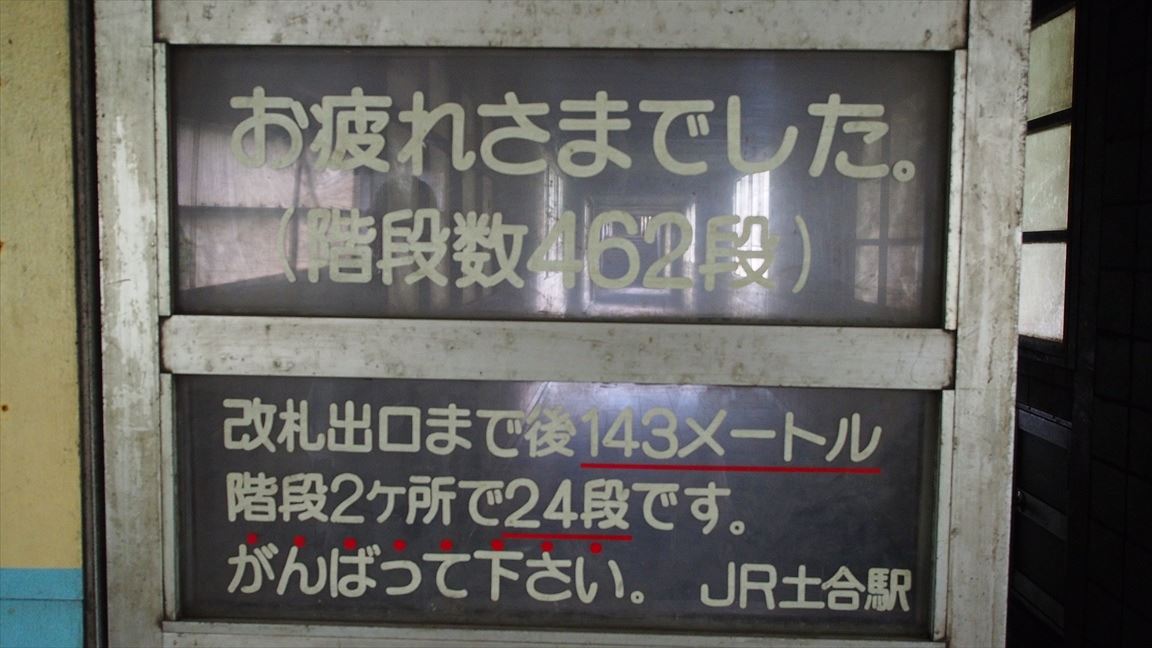 お疲れさまでした。
（階段数462段）
改札出口まで後143メートル
階段2ケ所で24段です。
がんばって下さい。 JR土合駅